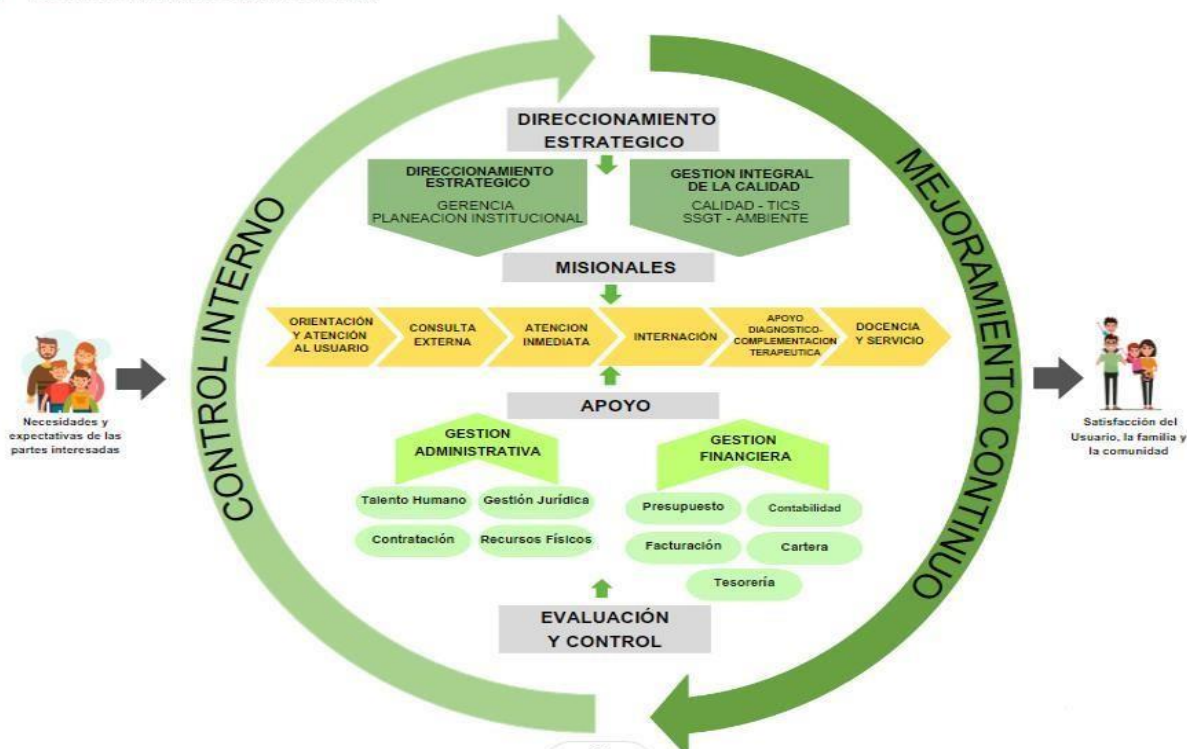 DIRECCIONAMIENTO
ESTRATEGICO
DIRECCIONAMIENTO
ESTRATEGICO
GERENCIA
PLANEACION INSTITUCIONAL
GESTION INTEGRAL
DE LA CALIDAD
CALIDAD - TICS
SSGT - AMBIENTE
MISIONALES
ORIENTACIÓN
Y ATENCIÓN
AL USUARIO
CONSULTA
EXTERNA
ATENCION
INMEDIATA
INTERNACIÓN
APOYO
DIAGNOSTICO-
COMPLEMENTACION
TERAPEUTICA
DOCENCIA
Y SERVICIO
APOYO
GESTION
ADMINISTRATIVA
Talento Humano
Gestión Jurídica
Contratación
Recursos Físicos
GESTION
FINANCIERA
Presupuesto
Contabilidad
Facturación
Cartera
Tesorería
EVALUACIÓN
Y CONTROL
CONTROL INTERNO
MEJORAMIENTO CONTINUO
Necesidades y
expectativas de las
partes interesadas
Satisfacción del
Usuario, la familia y
la comunidad